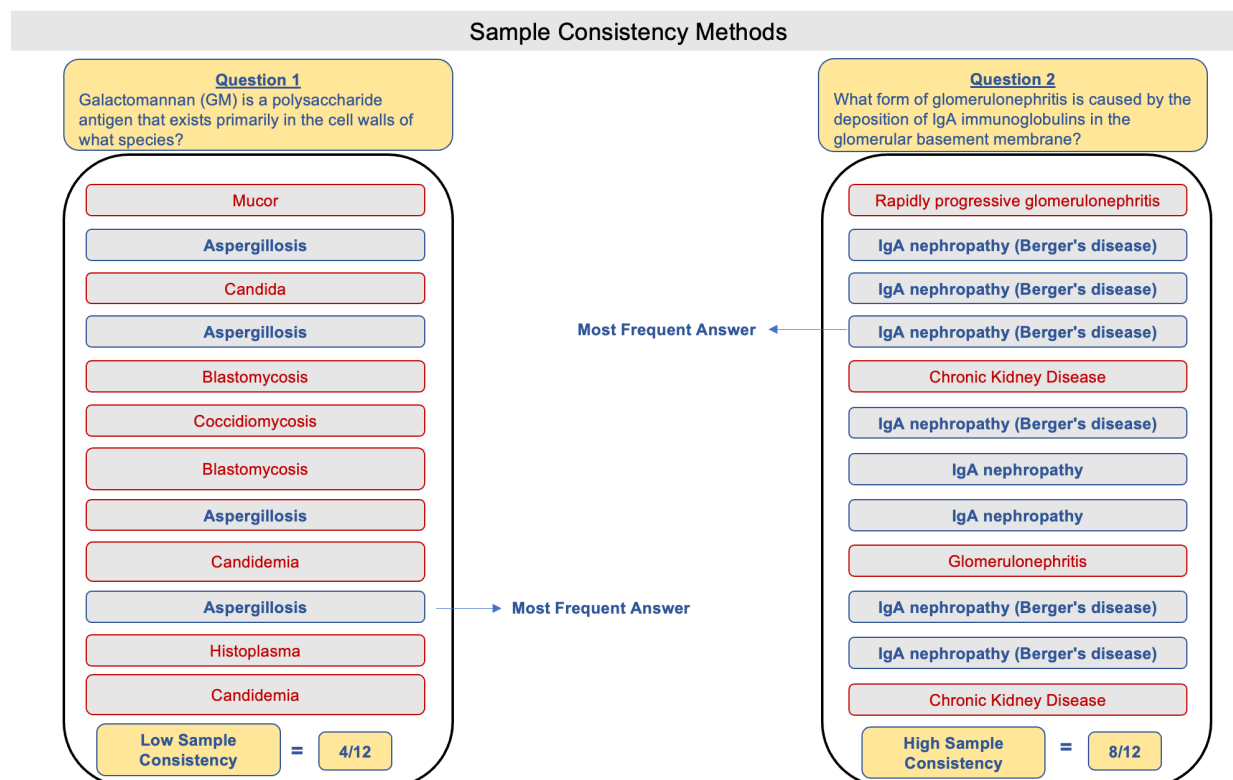 Sample Consistency Methods
Question 1
Galactomannan (GM) is a polysaccharide
antigen that exists primarily in the cell walls of
what species?
Mucor
Aspergillosis
Candida
Aspergillosis
Blastomycosis
Coccidiomycosis
Blastomycosis
Aspergillosis
Candidemia
Aspergillosis
Most Frequent Answer
Histoplasma
Candidemia
Low Sample
Consistency
=
4/12
Question 2
What form of glomerulonephritis is caused by the
deposition of IgA immunoglobulins in the
glomerular basement membrane?
Rapidly progressive glomerulonephritis
IgA nephropathy (Berger's disease)
IgA nephropathy (Berger's disease)
Most Frequent Answer
IgA nephropathy (Berger's disease)
Chronic Kidney Disease
IgA nephropathy (Berger's disease)
IgA nephropathy
IgA nephropathy
Glomerulonephritis
IgA nephropathy (Berger's disease)
IgA nephropathy (Berger's disease)
Chronic Kidney Disease
High Sample
Consistency
=
8/12